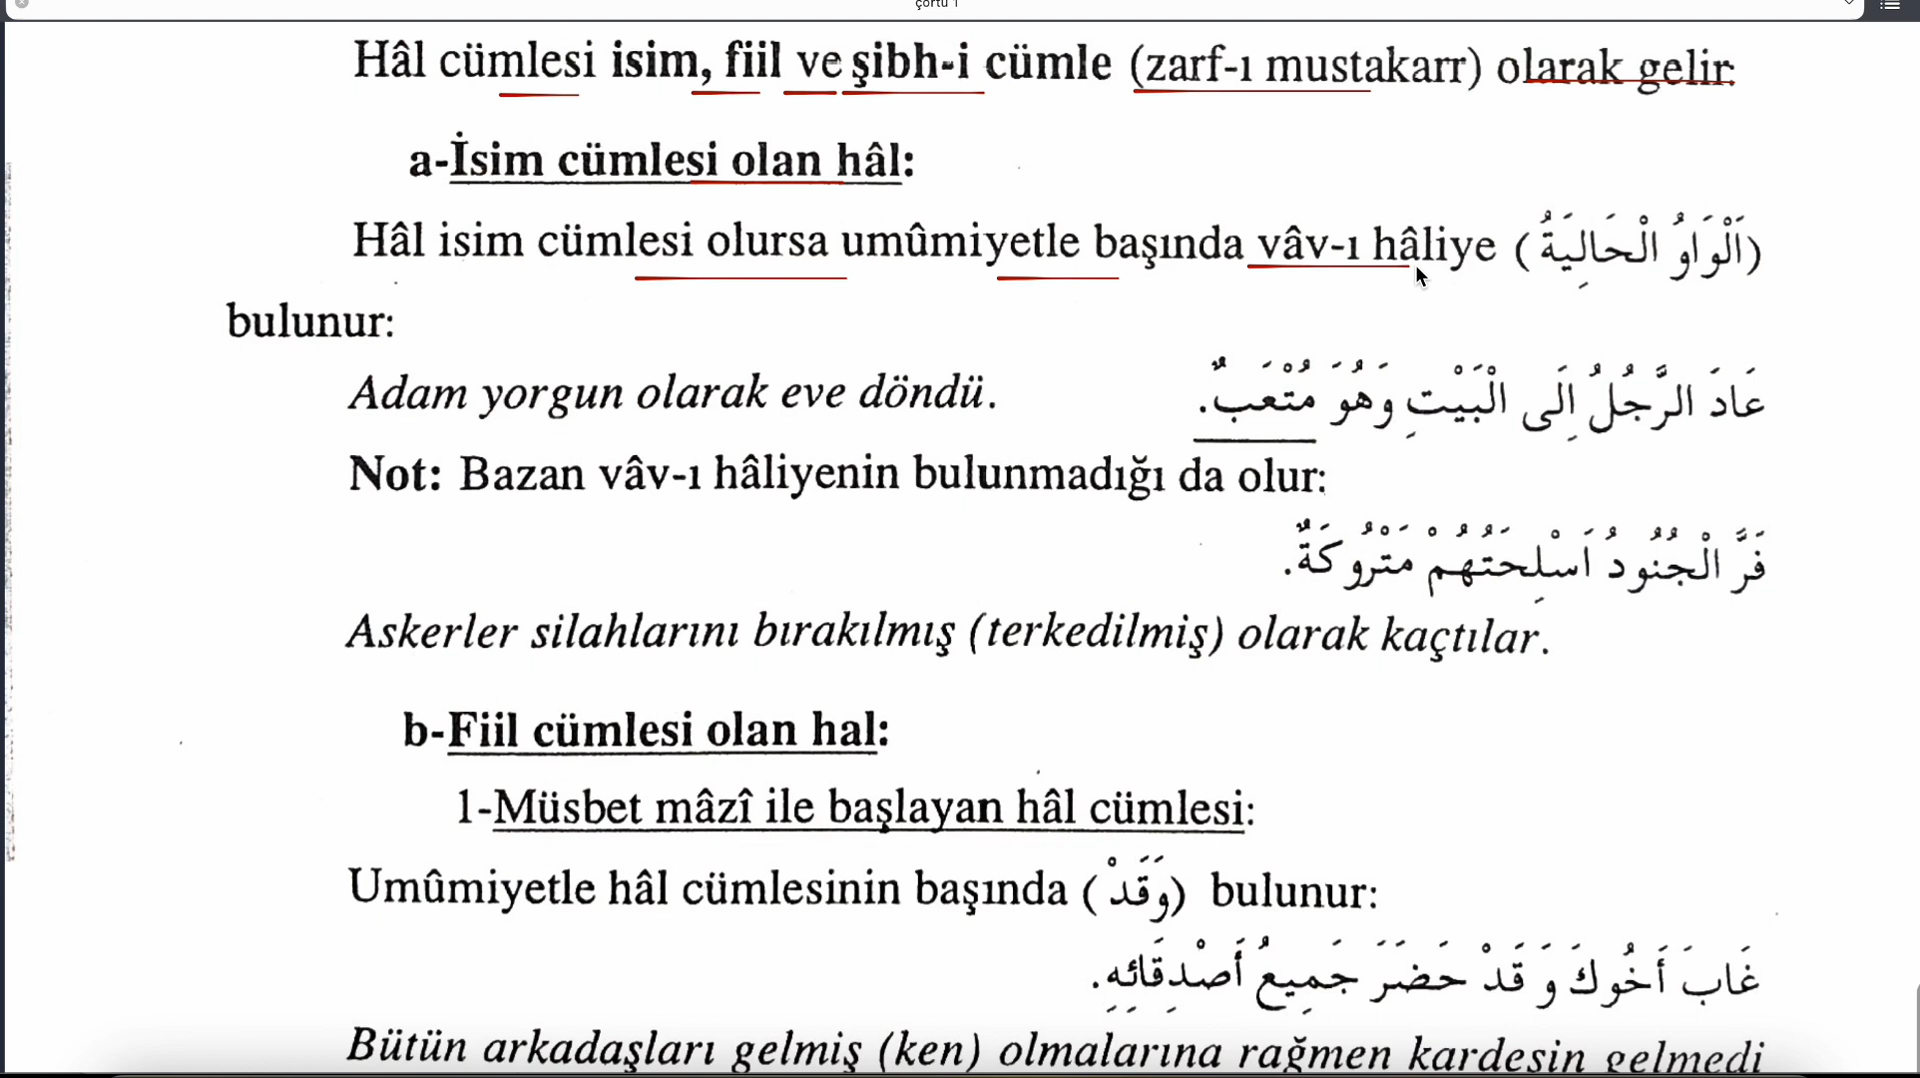 çörtü 1
Hâl cümlesi isim, fiil ve şibh-i cümle (zarf-ı mustakarr) olarak gelir:
a-İsim cümlesi olan hâl:
Hâl isim cümlesi olursa umûmiyetle başında vâv-ı hâliye (اَلْوَاوُ الْحَالِيَةُ)
bulunur:
Adam yorgun olarak eve döndü. عَادَ الرَّجُلُ اِلَى الْبَيْتِ وَهُوَ مُتْعَبٌ.
Not: Bazan vâv-ı hâliyenin bulunmadığı da olur:
فَرَّ الْجُنُودُ اَسْلِحَتُهُمْ مَتْرُوكَةٌ.
Askerler silahlarını bırakılmış (terkedilmiş) olarak kaçtılar.
b-Fiil cümlesi olan hal:
1-Müsbet mâzî ile başlayan hâl cümlesi:
Umûmiyetle hâl cümlesinin başında (وَقَدْ) bulunur:
غَابَ أَخُوكَ وَ قَدْ حَضَرَ جَمِيعُ أَصْدِقَائِهِ.
Bütün arkadaşları gelmiş (ken) olmalarına rağmen kardeşin gelmedi